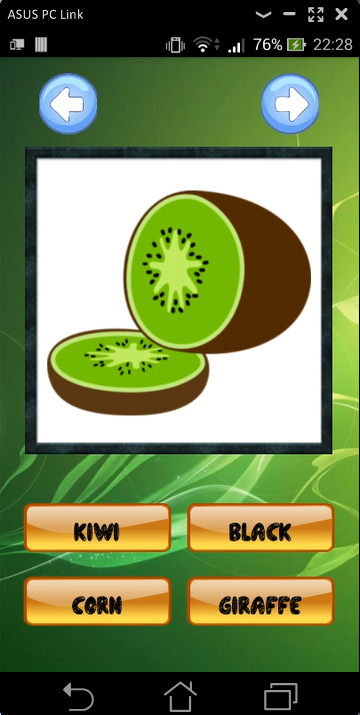 ASUS PC Link
76% 22:28
KIWI BLACK
CORN GIRAFFE